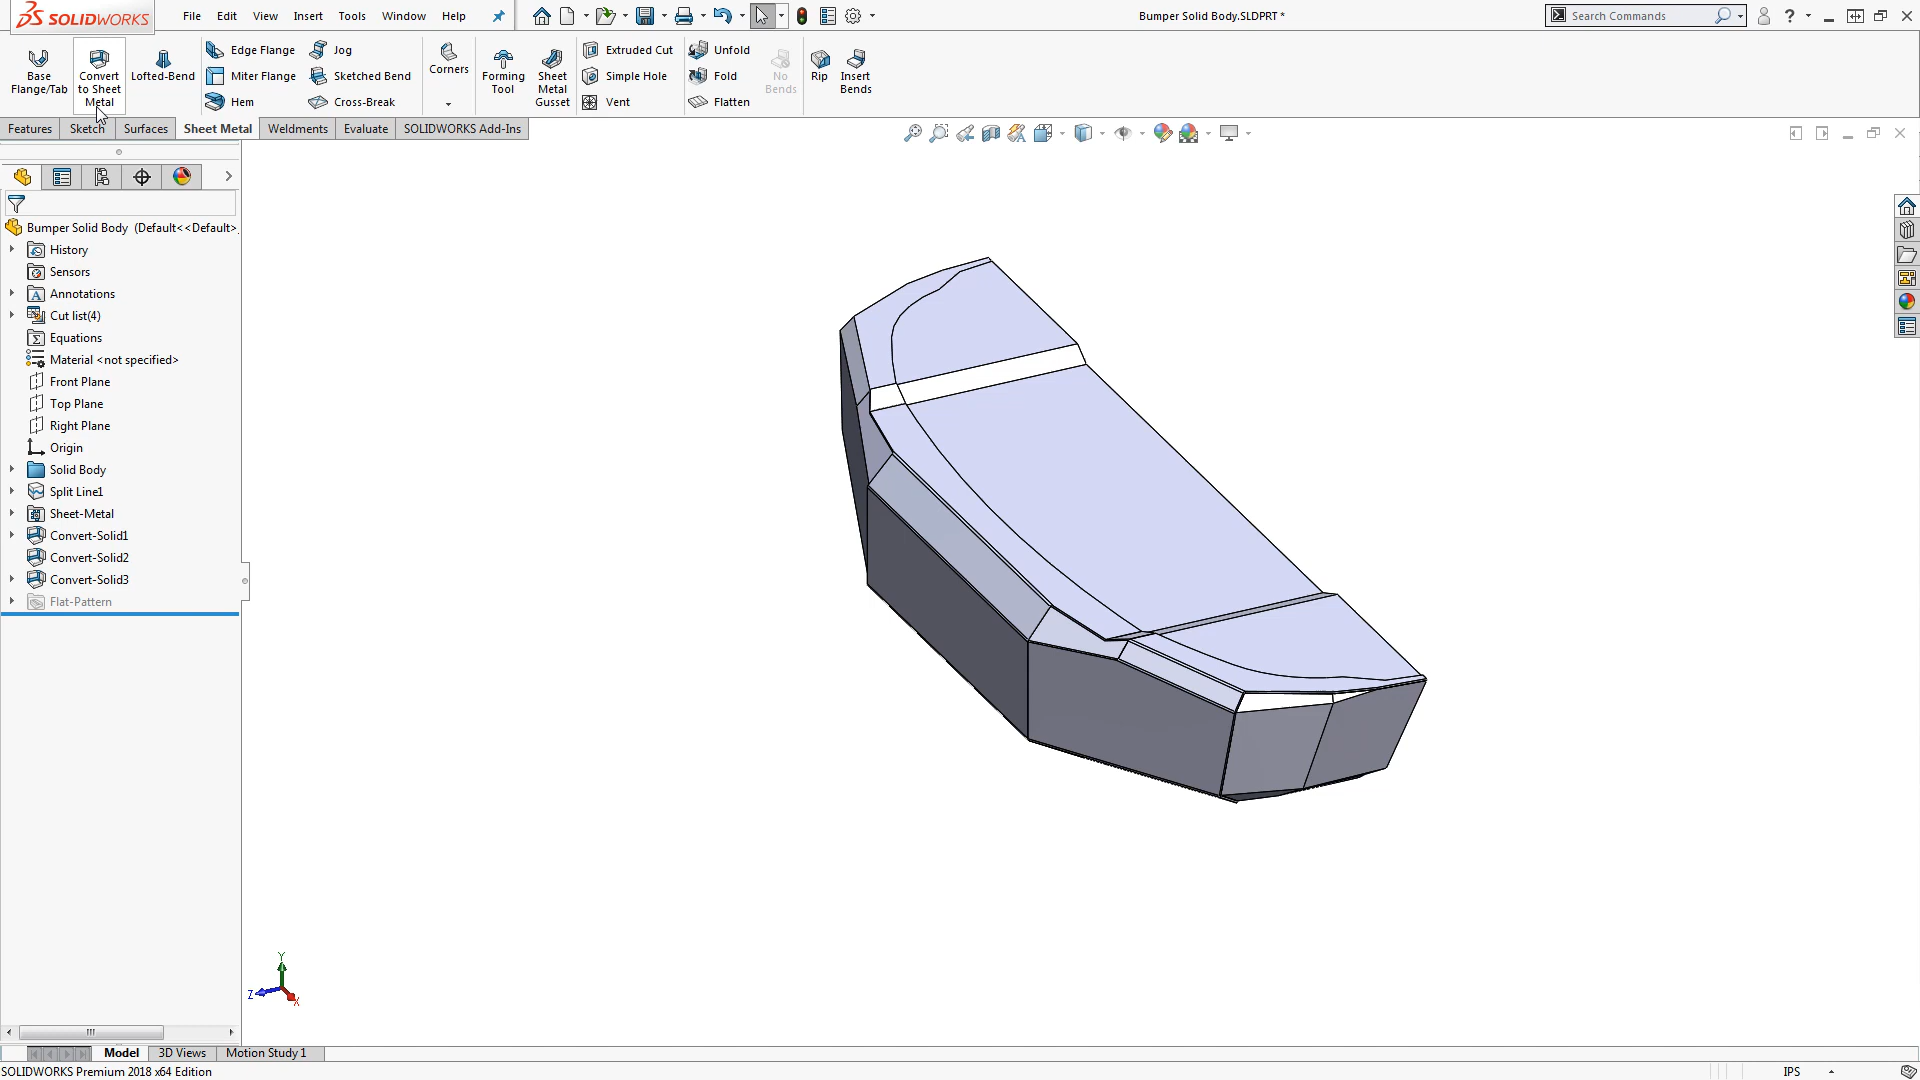 SOLIDWORKS
File Edit View Insert Tools Window Help
Bumper Solid Body.SLDPRT *
Search Commands
Base Flange/Tab
Convert to Sheet Metal
Lofted-Bend
Edge Flange
Miter Flange
Hem
Jog
Sketched Bend
Cross-Break
Corners
Forming Tool
Sheet Metal Gusset
Extruded Cut
Simple Hole
Vent
Unfold
Fold
Flatten
No Bends
Rip
Insert Bends
Features Sketch Surfaces Sheet Metal Weldments Evaluate SOLIDWORKS Add-Ins
Bumper Solid Body (Default<<Default>
History
Sensors
Annotations
Cut list(4)
Equations
Material <not specified>
Front Plane
Top Plane
Right Plane
Origin
Solid Body
Split Line1
Sheet-Metal
Convert-Solid1
Convert-Solid2
Convert-Solid3
Flat-Pattern
Y
Z
X
Model 3D Views Motion Study 1
SOLIDWORKS Premium 2018 x64 Edition
IPS